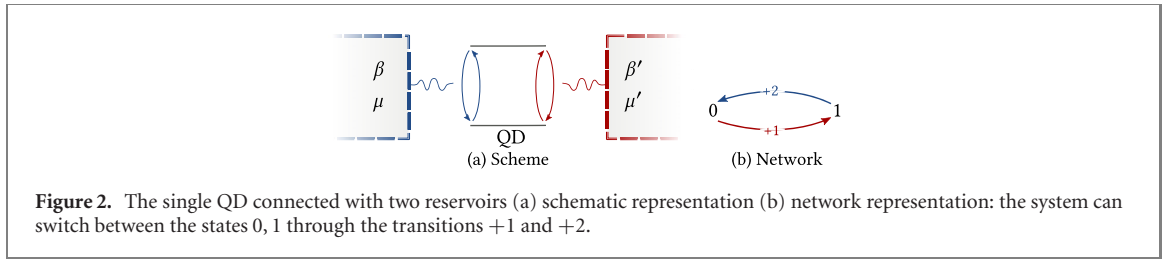 β
μ
β′
μ′
QD
(a) Scheme
0
+2
+1
1
(b) Network
Figure 2. The single QD connected with two reservoirs (a) schematic representation (b) network representation: the system can
switch between the states 0, 1 through the transitions +1 and +2.